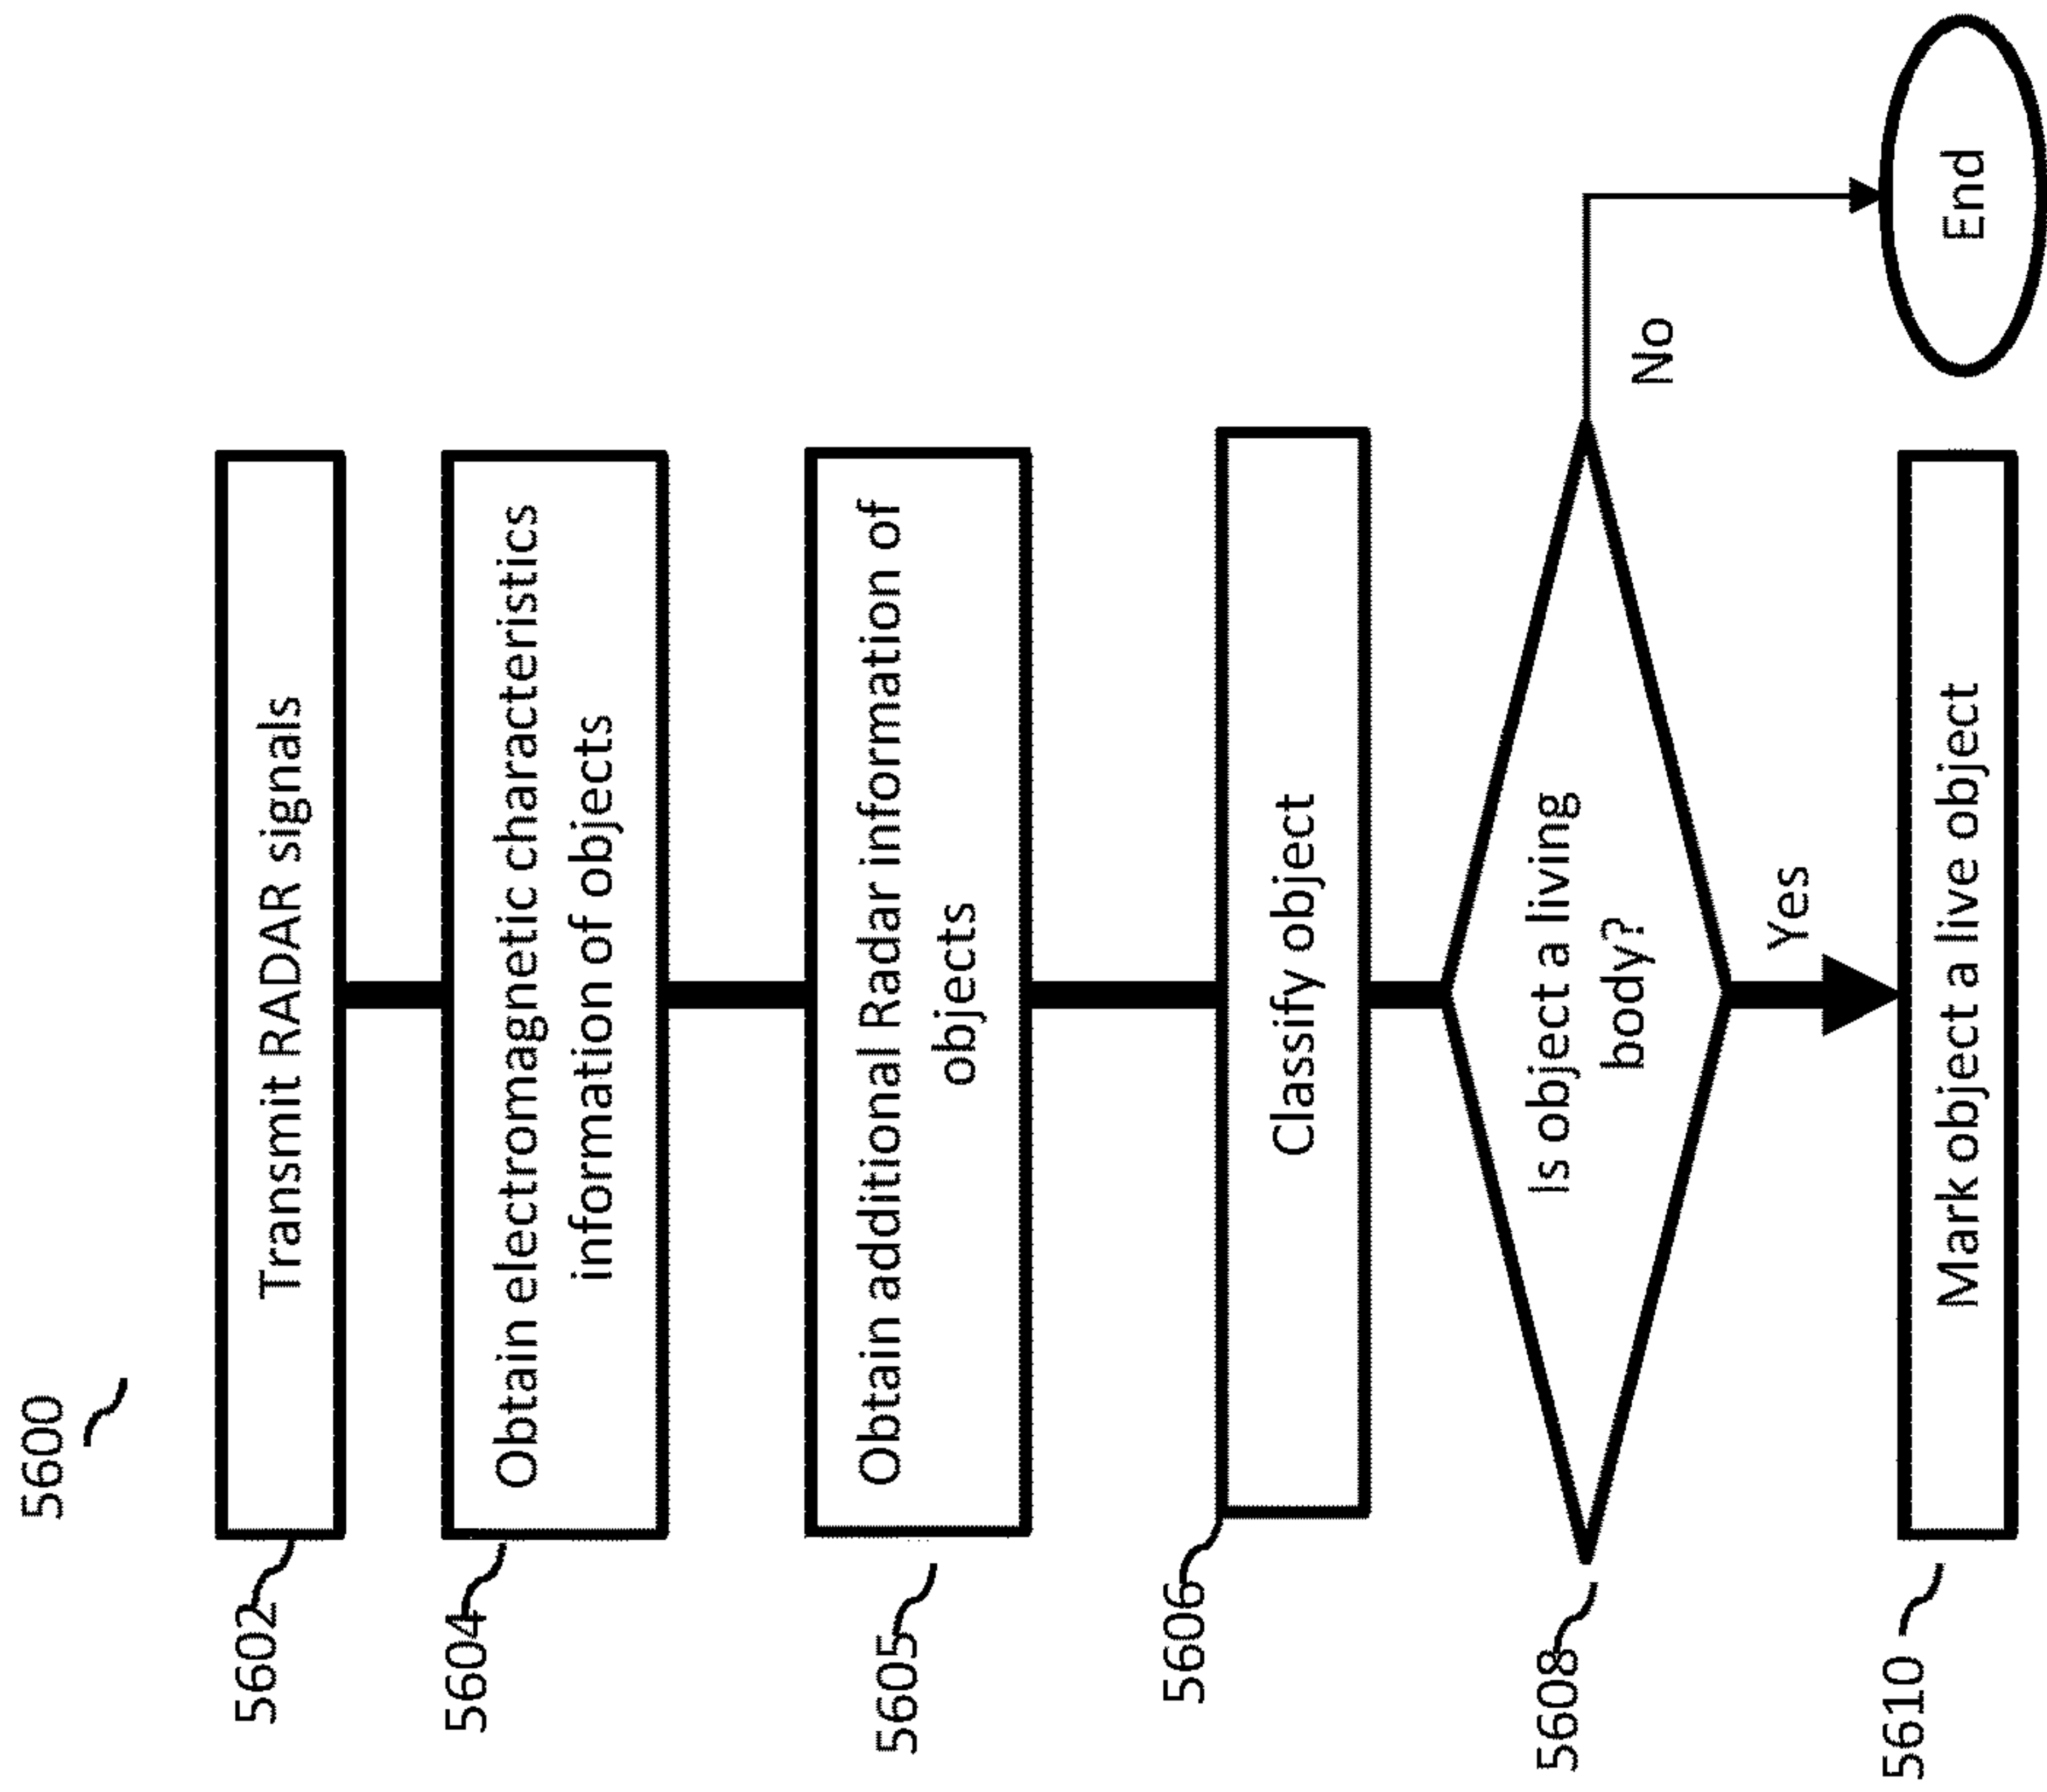 5600
5602
Transmit RADAR signals
5604
Obtain electromagnetic characteristics
information of objects
5605
Obtain additional Radar information of
objects
5606
Classify object
5608
Is object a living
body?
No
Yes
5610
Mark object a live object
End